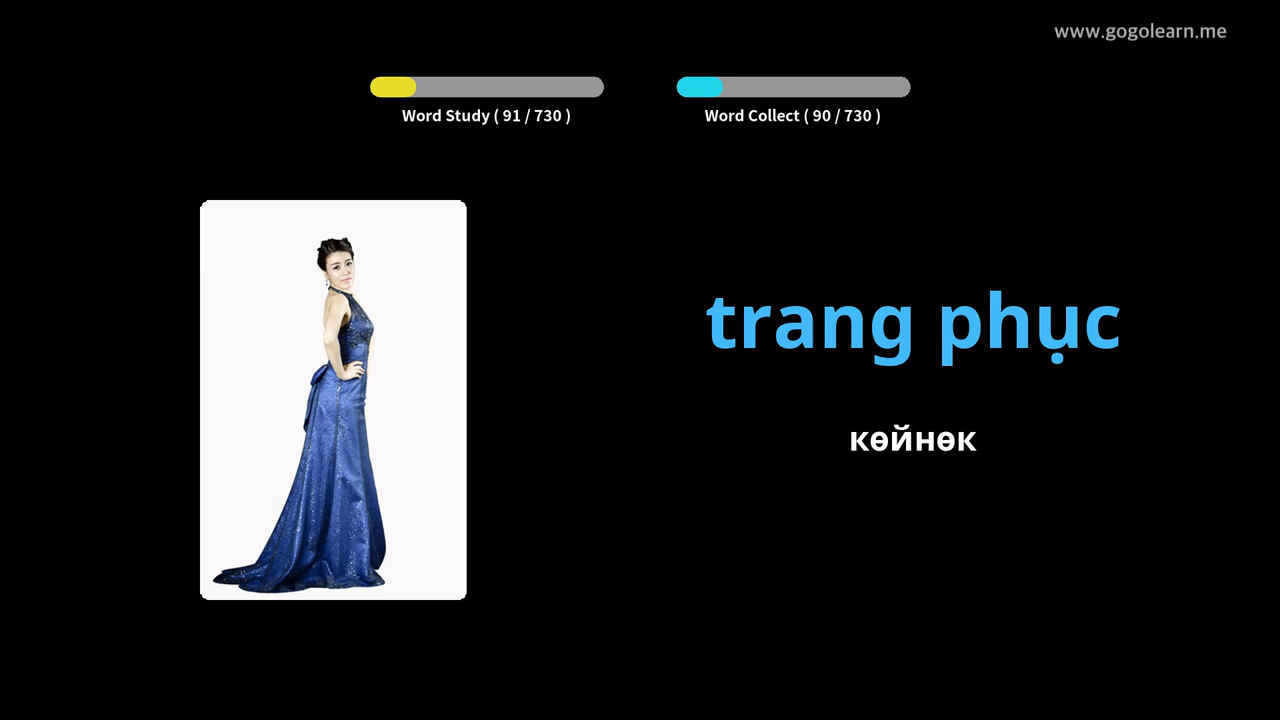 www.gogolearn.me
Word Study ( 91 / 730 )
Word Collect ( 90 / 730 )
trang phục
көйнөк